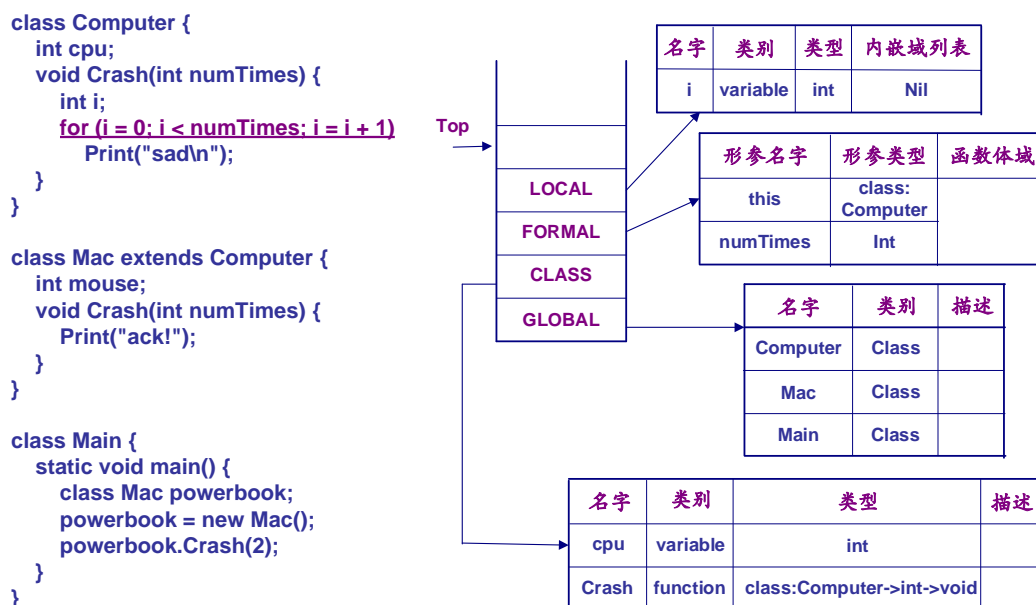 class Computer {
int cpu;
void Crash(int numTimes) {
int i;
for (i = 0; i < numTimes; i = i + 1)
Print("sad\n");
}
}
class Mac extends Computer {
int mouse;
void Crash(int numTimes) {
Print("ack!");
}
}
class Main {
static void main() {
class Mac powerbook;
powerbook = new Mac();
powerbook.Crash(2);
}
}
Top
LOCAL
FORMAL
CLASS
GLOBAL
名字 类别 类型 内嵌域列表
i variable int Nil
形参名字 形参类型 函数体域
this class: Computer
numTimes Int
名字 类别 描述
Computer Class
Mac Class
Main Class
名字 类别 类型 描述
cpu variable int
Crash function class:Computer->int->void